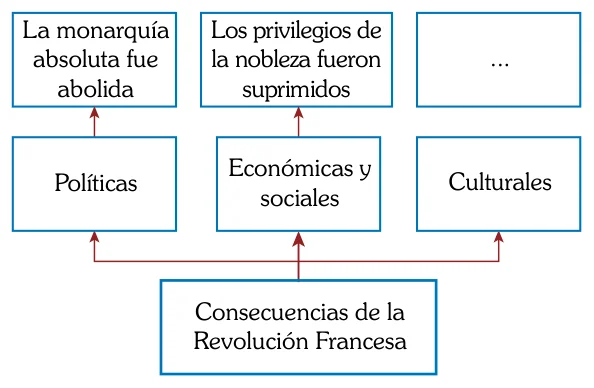 La monarquía
absoluta fue
abolida
Los privilegios de
la nobleza fueron
suprimidos
...
Políticas
Económicas y
sociales
Culturales
Consecuencias de la
Revolución Francesa